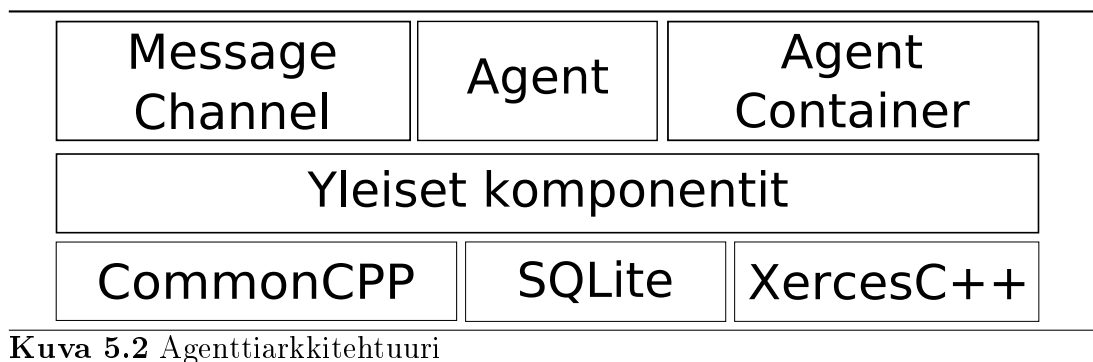 Message
Channel
Agent
Agent
Container
Yleiset komponentit
CommonCPP
SQLite
XercesC++
Kuva 5.2 Agenttiarkkitehtuuri